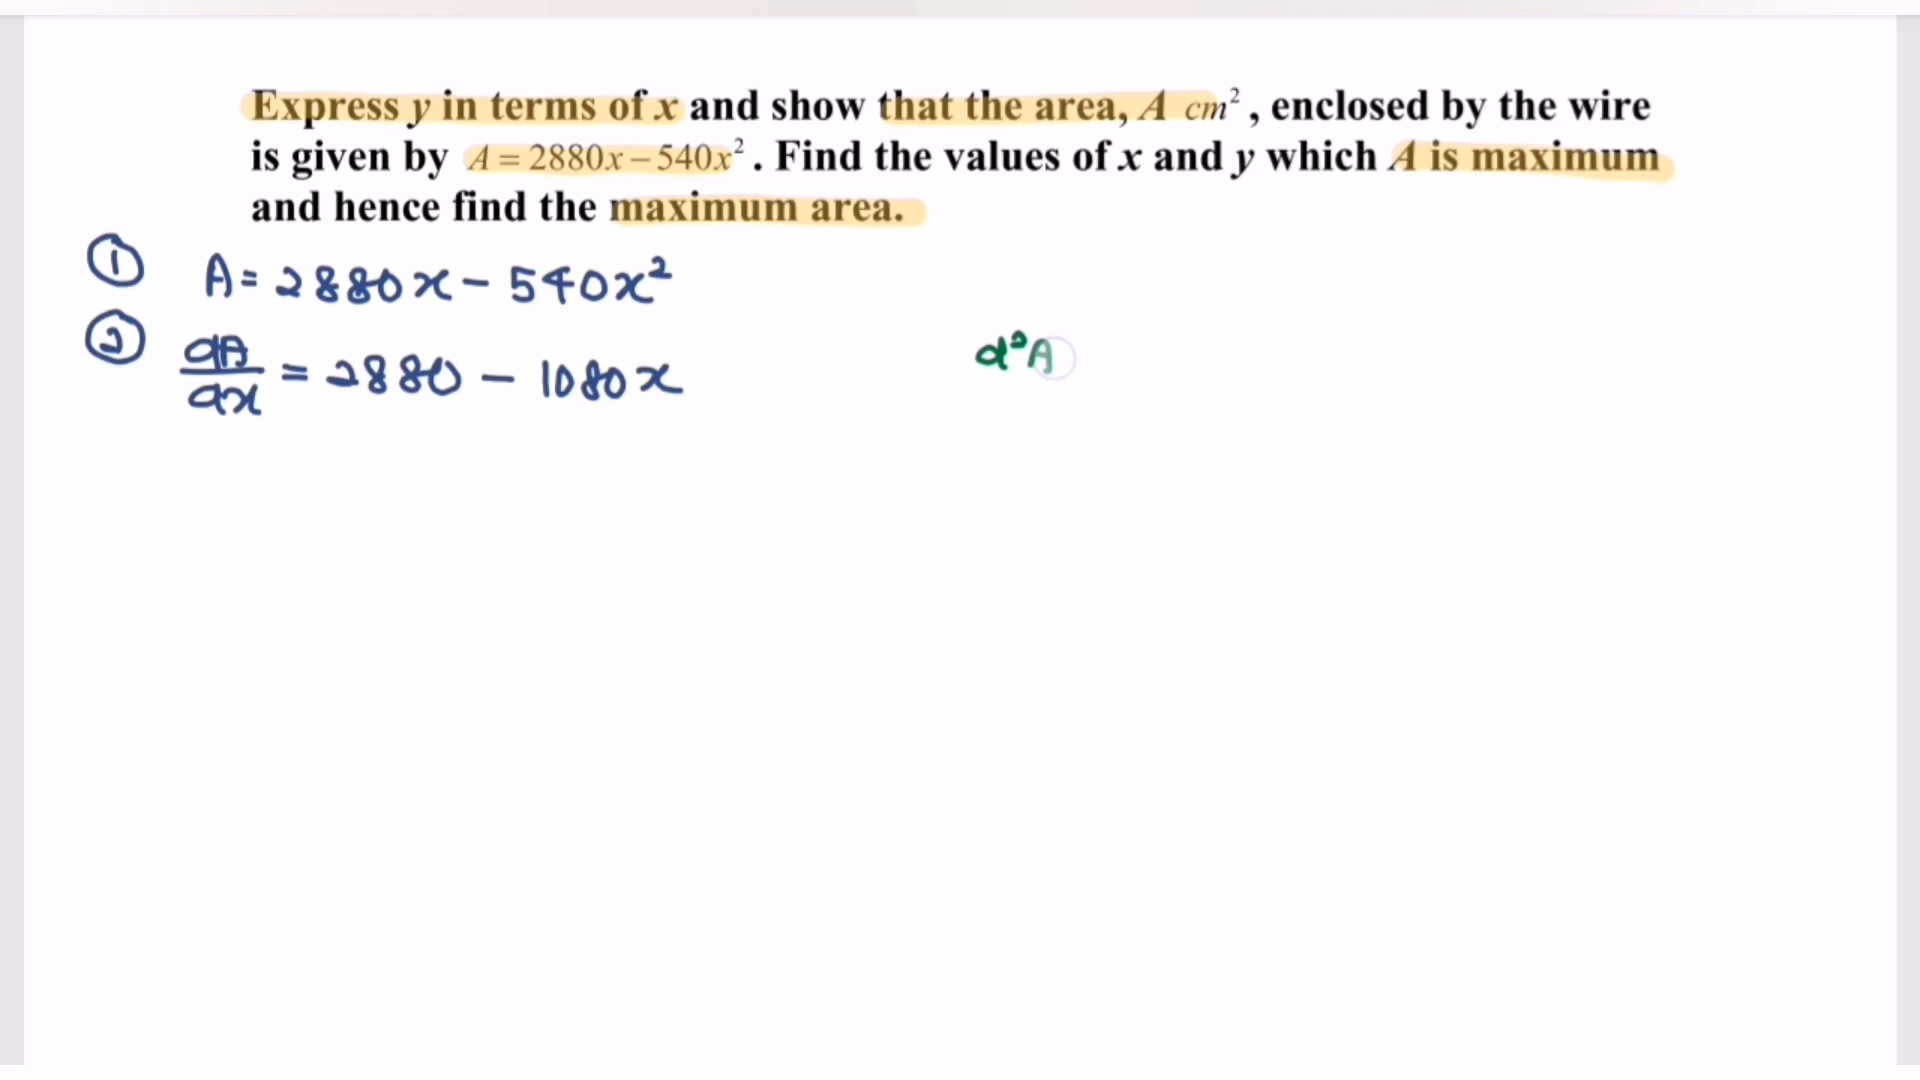 Express y in terms of x and show that the area, A cm², enclosed by the wire
is given by A = 2880x – 540x² . Find the values of x and y which A is maximum
and hence find the maximum area.
① A = 2880x – 540x²
② dA/dx = 2880 – 1080x
d²A